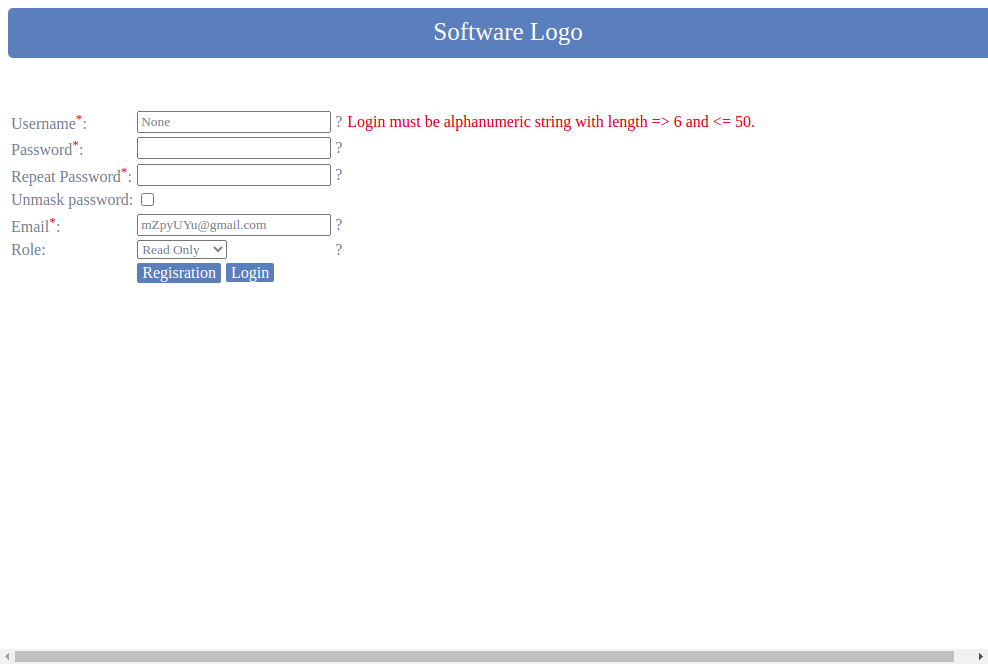 Software Logo
Username*: None ? Login must be alphanumeric string with length => 6 and <= 50.
Password*: ?
Repeat Password*: ?
Unmask password:
Email*: mZpyUYu@gmail.com ?
Role: Read Only ?
Regisration Login